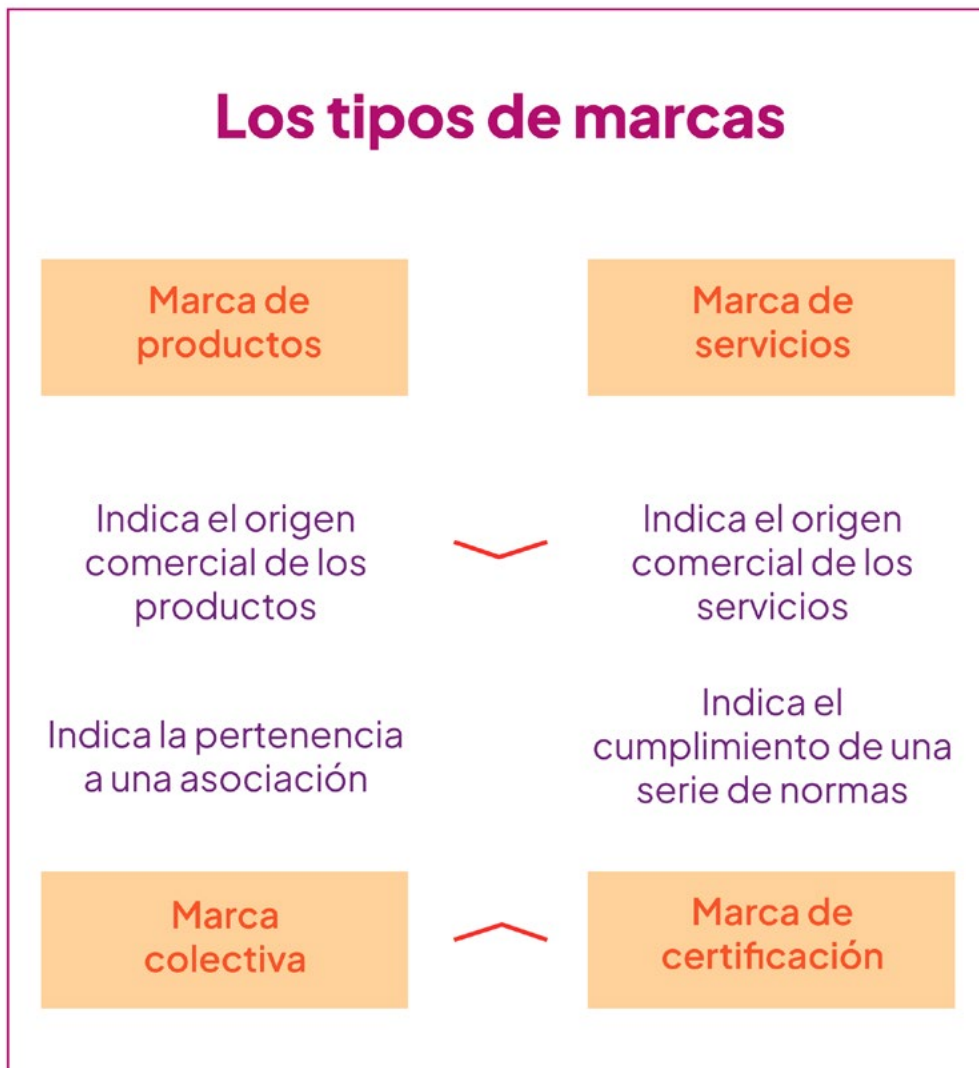 Los tipos de marcas
Marca de
productos
Marca de
servicios
Indica el origen
comercial de los
productos
Indica el origen
comercial de los
servicios
Indica la pertenencia
a una asociación
Indica el
cumplimiento de una
serie de normas
Marca
colectiva
Marca de
certificación